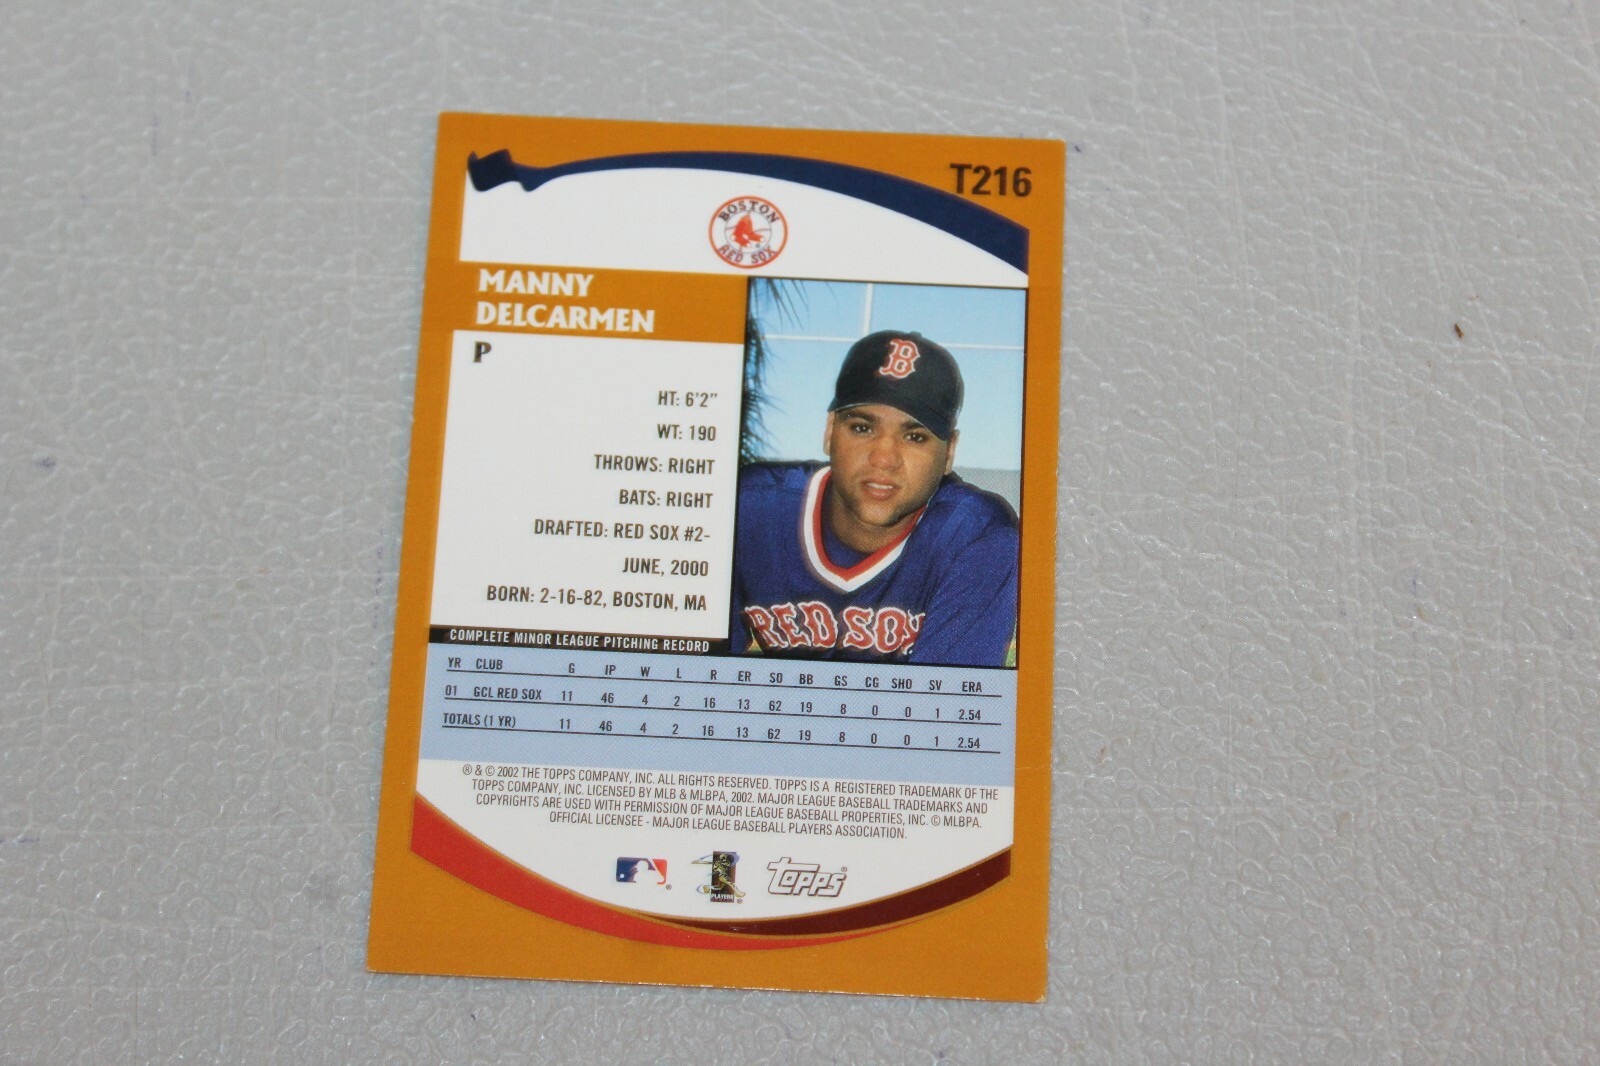 T216
BOSTON
RED SOX
MANNY
DELCARMEN
P
B
HT: 6'2"
WT: 190
THROWS: RIGHT
BATS: RIGHT
DRAFTED: RED SOX #2-
JUNE, 2000
BORN: 2-16-82, BOSTON, MA
RED SOX
COMPLETE MINOR LEAGUE PITCHING RECORD
YR CLUB G IP W L R ER SO BB GS CG SHO SV ERA
01 GCL RED SOX 11 46 4 2 16 13 62 19 8 0 0 1 2.54
TOTALS (1 YR) 11 46 4 2 16 13 62 19 8 0 0 1 2.54
® & © 2002 THE TOPPS COMPANY, INC. ALL RIGHTS RESERVED. TOPPS IS A REGISTERED TRADEMARK OF THE
TOPPS COMPANY, INC. LICENSED BY MLB & MLBPA, 2002. MAJOR LEAGUE BASEBALL TRADEMARKS AND
COPYRIGHTS ARE USED WITH PERMISSION OF MAJOR LEAGUE BASEBALL PROPERTIES, INC. © MLBPA.
OFFICIAL LICENSEE - MAJOR LEAGUE BASEBALL PLAYERS ASSOCIATION.
® PLAYERS ® Topps ®